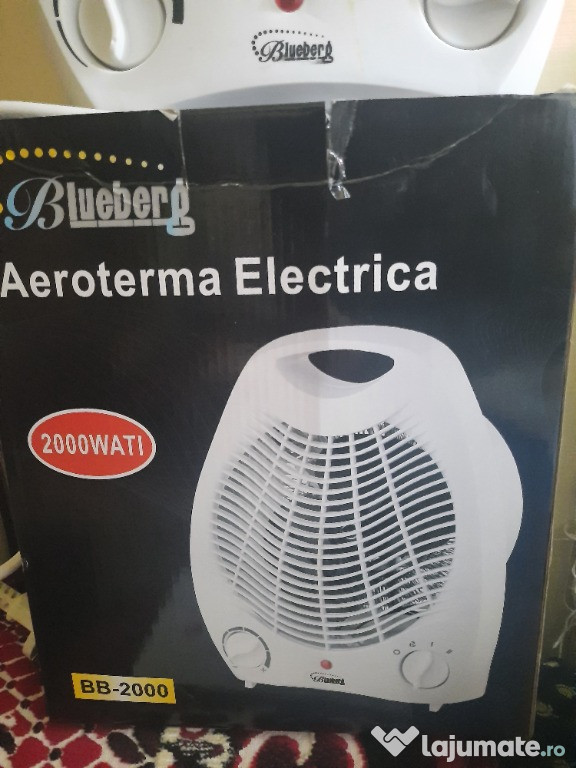 Blueberg
Blueberg
Aeroterma Electrica
2000WATI
Blueberg
BB-2000
lajumate.ro